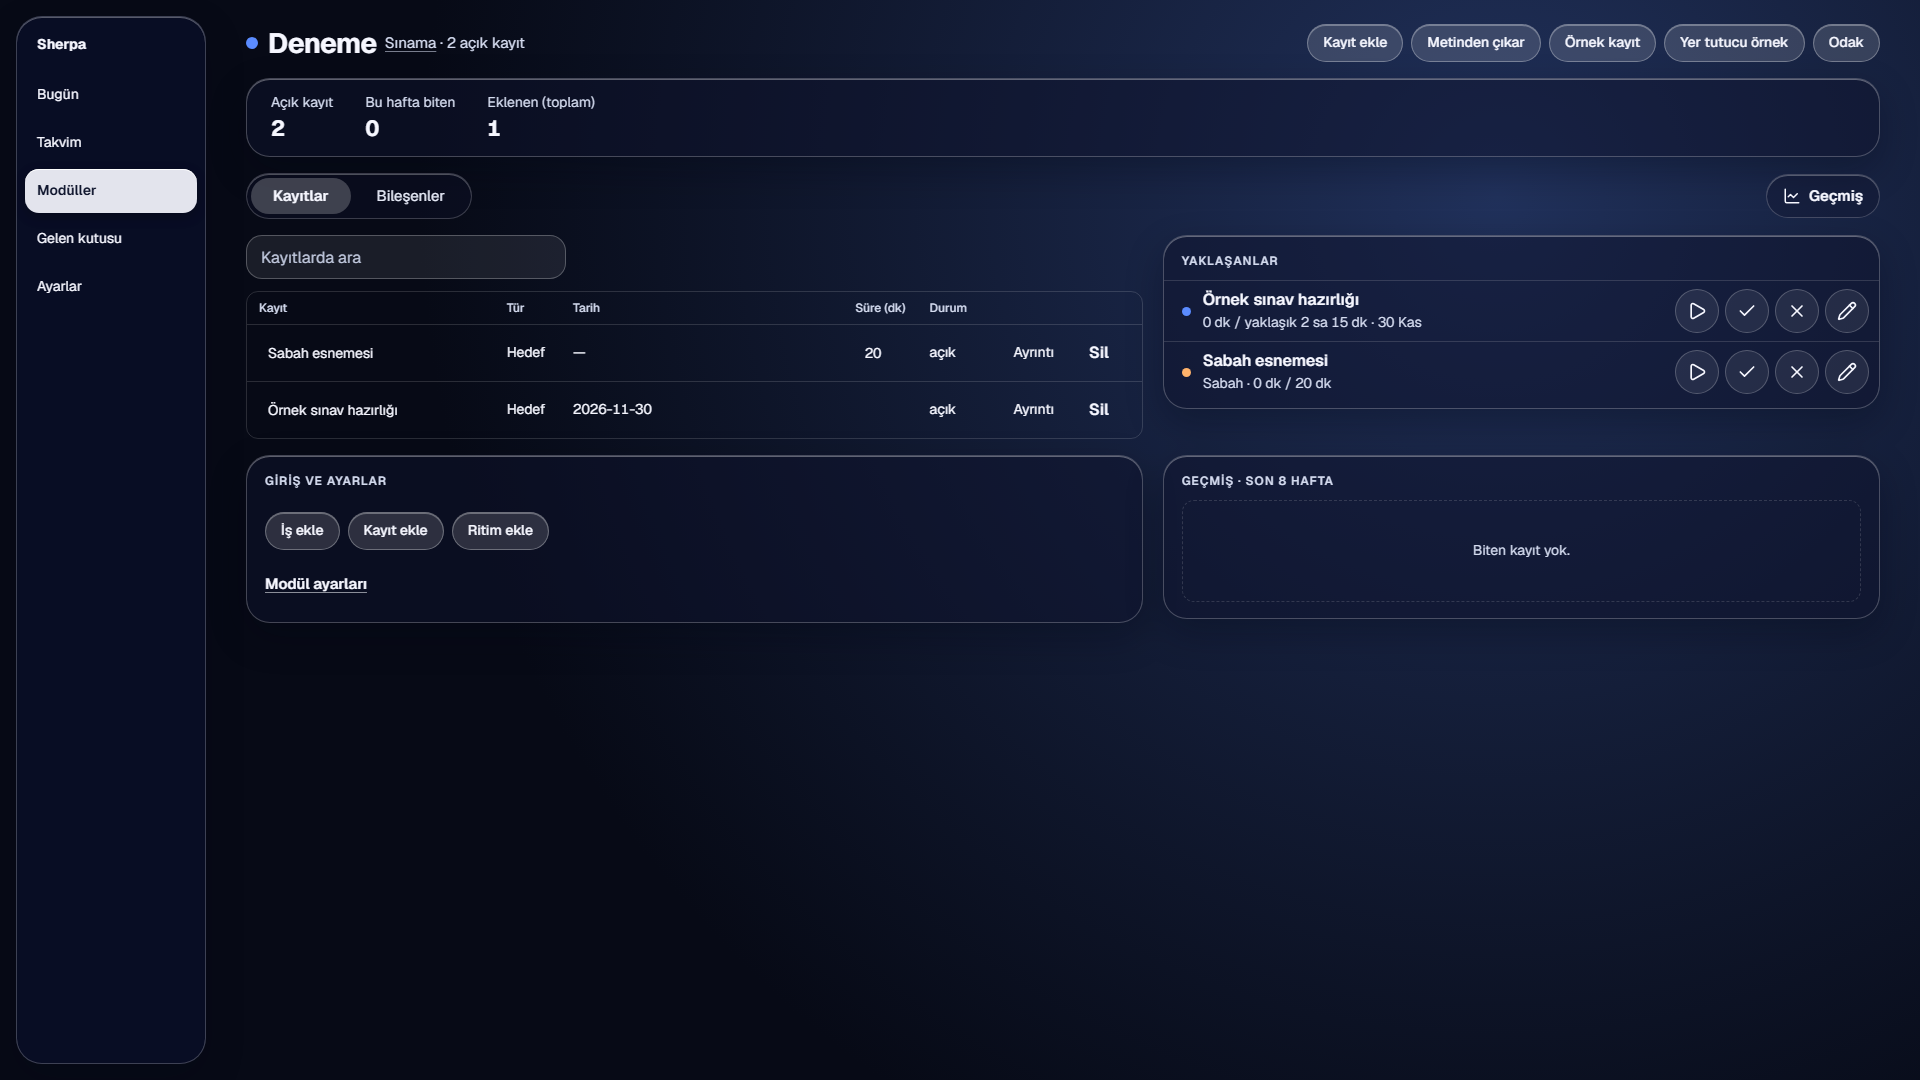 Sherpa
Bugün
Takvim
Modüller
Gelen kutusu
Ayarlar
Deneme Sınama · 2 açık kayıt
Kayıt ekle Metinden çıkar Örnek kayıt Yer tutucu örnek Odak
Açık kayıt Bu hafta biten Eklenen (toplam)
2 0 1
Kayıtlar Bileşenler
Geçmiş
Kayıtlarda ara
Kayıt Tür Tarih Süre (dk) Durum
Sabah esnemesi Hedef — 20 açık Ayrıntı Sil
Örnek sınav hazırlığı Hedef 2026-11-30 açık Ayrıntı Sil
YAKLAŞANLAR
Örnek sınav hazırlığı
0 dk / yaklaşık 2 sa 15 dk · 30 Kas
Sabah esnemesi
Sabah · 0 dk / 20 dk
GİRİŞ VE AYARLAR
İş ekle Kayıt ekle Ritim ekle
Modül ayarları
GEÇMİŞ · SON 8 HAFTA
Biten kayıt yok.